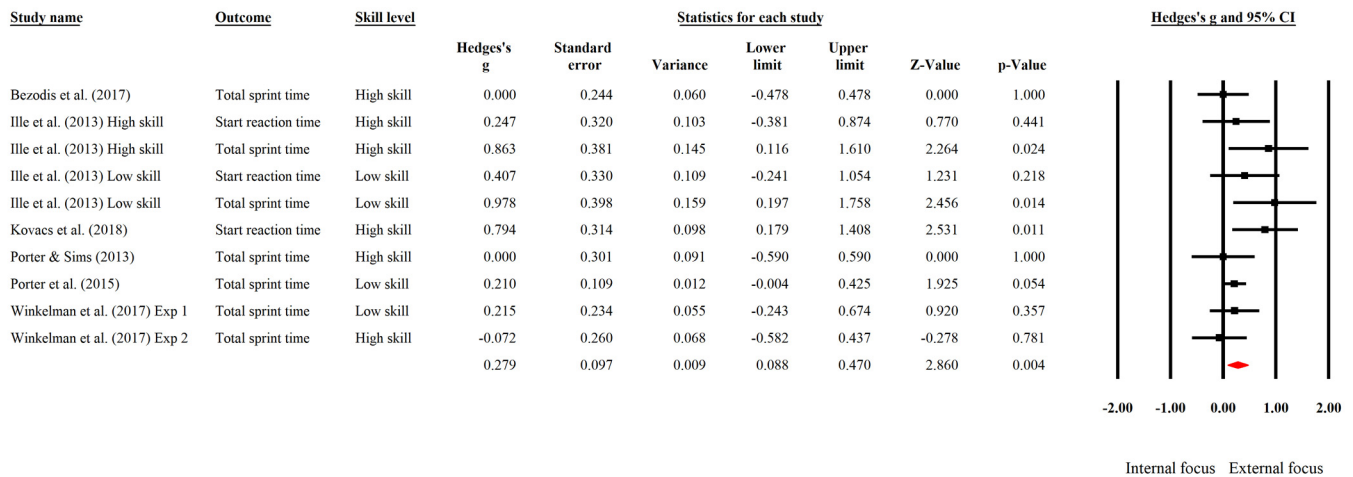 Study name Outcome Skill level Statistics for each study Hedges's g and 95% CI
Hedges's g Standard error Variance Lower limit Upper limit Z-Value p-Value
Bezodis et al. (2017) Total sprint time High skill 0.000 0.244 0.060 -0.478 0.478 0.000 1.000
Ille et al. (2013) High skill Start reaction time High skill 0.247 0.320 0.103 -0.381 0.874 0.770 0.441
Ille et al. (2013) High skill Total sprint time High skill 0.863 0.381 0.145 0.116 1.610 2.264 0.024
Ille et al. (2013) Low skill Start reaction time Low skill 0.407 0.330 0.109 -0.241 1.054 1.231 0.218
Ille et al. (2013) Low skill Total sprint time Low skill 0.978 0.398 0.159 0.197 1.758 2.456 0.014
Kovacs et al. (2018) Start reaction time High skill 0.794 0.314 0.098 0.179 1.408 2.531 0.011
Porter & Sims (2013) Total sprint time High skill 0.000 0.301 0.091 -0.590 0.590 0.000 1.000
Porter et al. (2015) Total sprint time Low skill 0.210 0.109 0.012 -0.004 0.425 1.925 0.054
Winkelman et al. (2017) Exp 1 Total sprint time Low skill 0.215 0.234 0.055 -0.243 0.674 0.920 0.357
Winkelman et al. (2017) Exp 2 Total sprint time High skill -0.072 0.260 0.068 -0.582 0.437 -0.278 0.781
0.279 0.097 0.009 0.088 0.470 2.860 0.004
-2.00 -1.00 0.00 1.00 2.00
Internal focus External focus